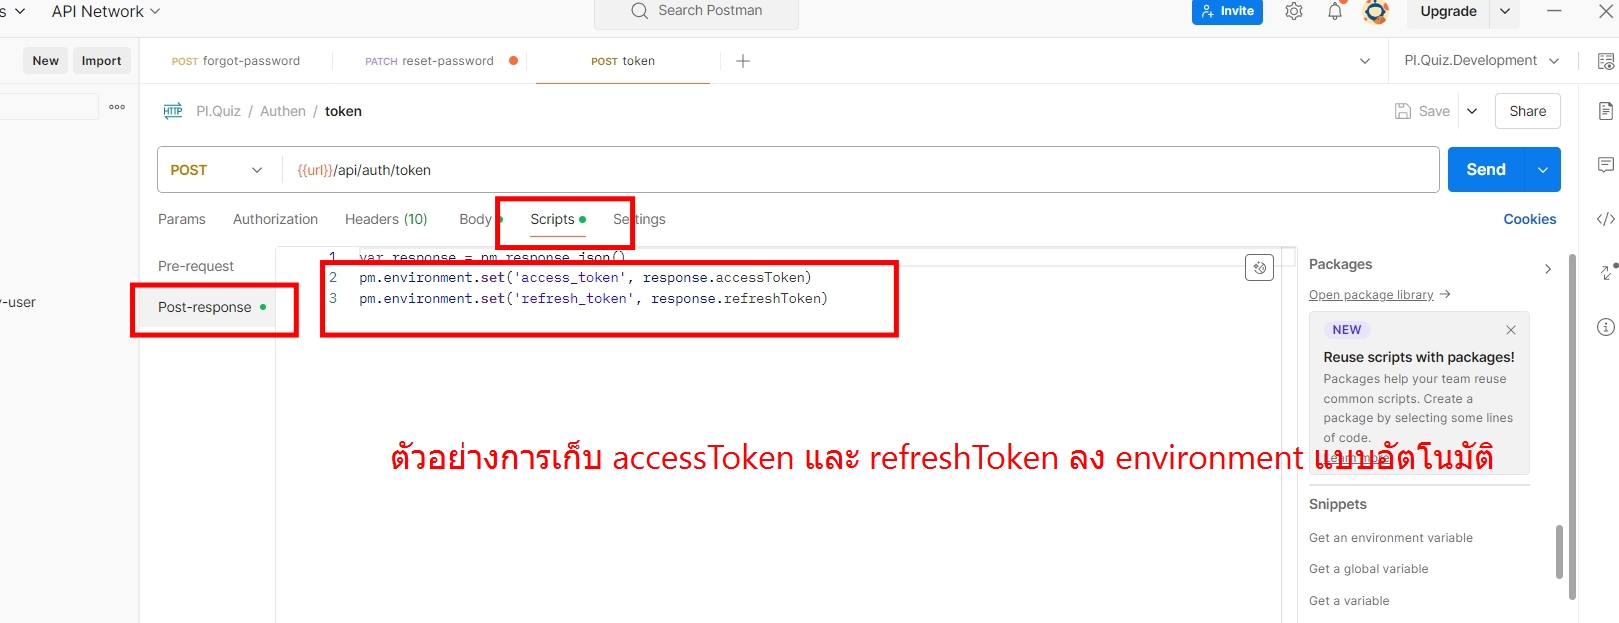 s
API Network
Search Postman
Invite
Upgrade
New
Import
POST forgot-password
PATCH reset-password
POST token
PI.Quiz.Development
HTTP
PI.Quiz / Authen / token
Save
Share
POST
{{url}}/api/auth/token
Send
Params
Authorization
Headers (10)
Body
Scripts
Settings
Cookies
Pre-request
Post-response
-user
1 var response = pm.response.json()
2 pm.environment.set('access_token', response.accessToken)
3 pm.environment.set('refresh_token', response.refreshToken)
ตัวอย่างการเก็บ accessToken และ refreshToken ลง environment แบบอัตโนมัติ
Packages
Open package library →
NEW
Reuse scripts with packages!
Packages help your team reuse
common scripts. Create a
package by selecting some lines
of code.
Learn more
Snippets
Get an environment variable
Get a global variable
Get a variable